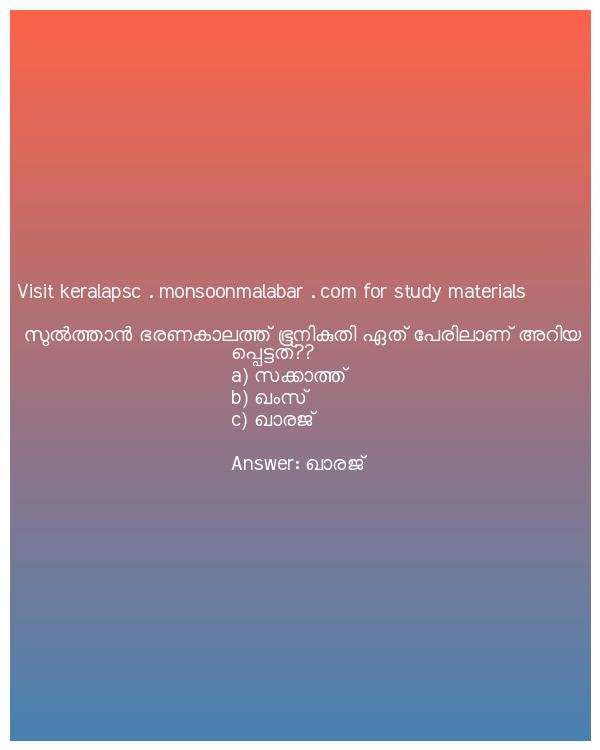 Visit keralapsc . monsoonmalabar . com for study materials
സുൽത്താൻ ഭരണകാലത്ത് ഭൂനികുതി ഏത് പേരിലാണ് അറിയ
പ്പെട്ടത്??
a) സക്കാത്ത്
b) ഖംസ്
c) ഖാരജ്
Answer: ഖാരജ്